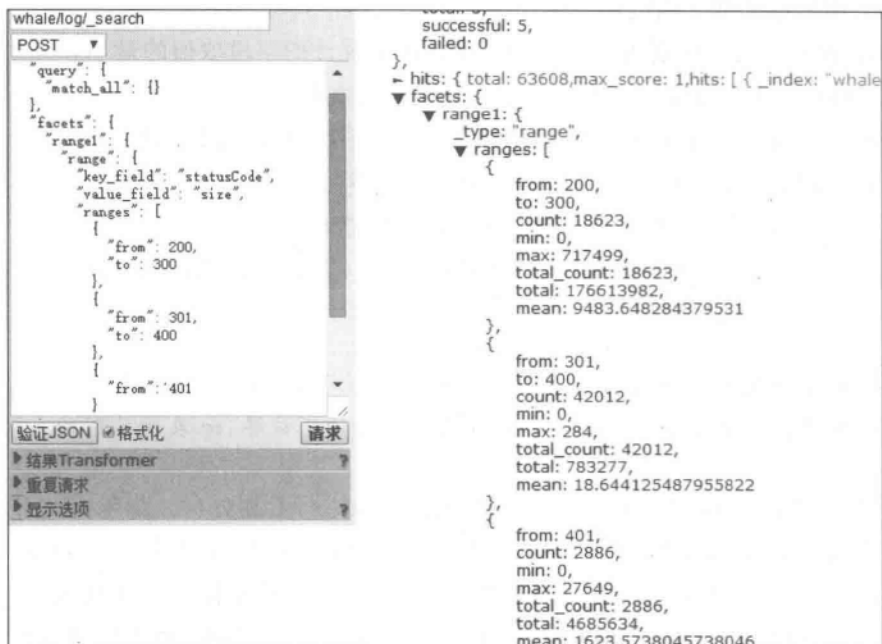 whale/log/_search
POST
"query": {
"match_all": {}
},
"facets": {
"range1": {
"range": {
"key_field": "statusCode",
"value_field": "size",
"ranges": [
{
"from": 200,
"to": 300
},
{
"from": 301,
"to": 400
},
{
"from": 401
}
验证JSON 格式化 请求
结果Transformer ?
重复请求
显示选项 ?
successful: 5,
failed: 0
},
hits: { total: 63608,max_score: 1,hits: [ { _index: "whale
facets: {
range1: {
_type: "range",
ranges: [
{
from: 200,
to: 300,
count: 18623,
min: 0,
max: 717499,
total_count: 18623,
total: 176613982,
mean: 9483.648284379531
},
{
from: 301,
to: 400,
count: 42012,
min: 0,
max: 284,
total_count: 42012,
total: 783277,
mean: 18.644125487955822
},
{
from: 401,
count: 2886,
min: 0,
max: 27649,
total_count: 2886,
total: 4685634,
mean: 1623.5738045738046